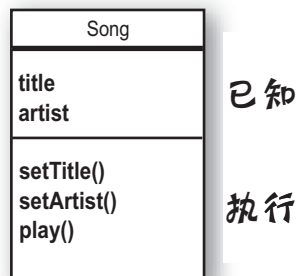 Song
title
artist
已知
setTitle()
setArtist()
play()
执行